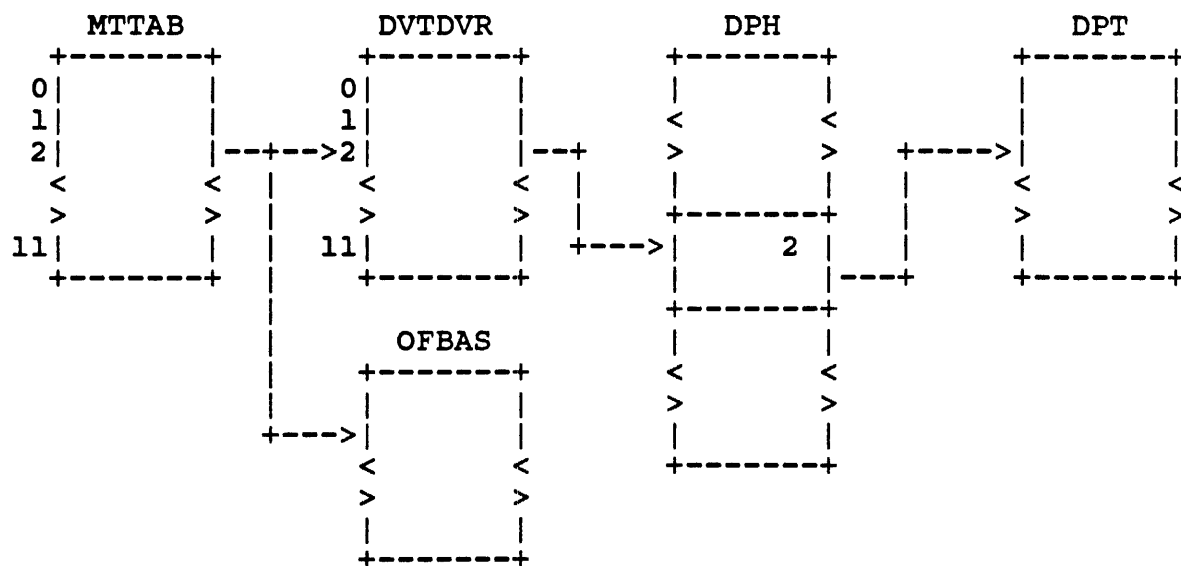 MTTAB DVTDVR DPH DPT
+-------+ +-------+ +-------+ +-------+
0| | 0| | | | | |
1| | 1| | < < | |
2| |--+-->2| |--+ > > +---->| |
< < | < < | | | | < <
> > | > > | +-------+ | > >
11| | | 11| | +--->| 2 | | | |
+-------+ | +-------+ | |---+ +-------+
| +-------+
| OFBAS | |
| +-------+ < <
| | | > >
+--->| | | |
< < +-------+
> >
| |
+-------+